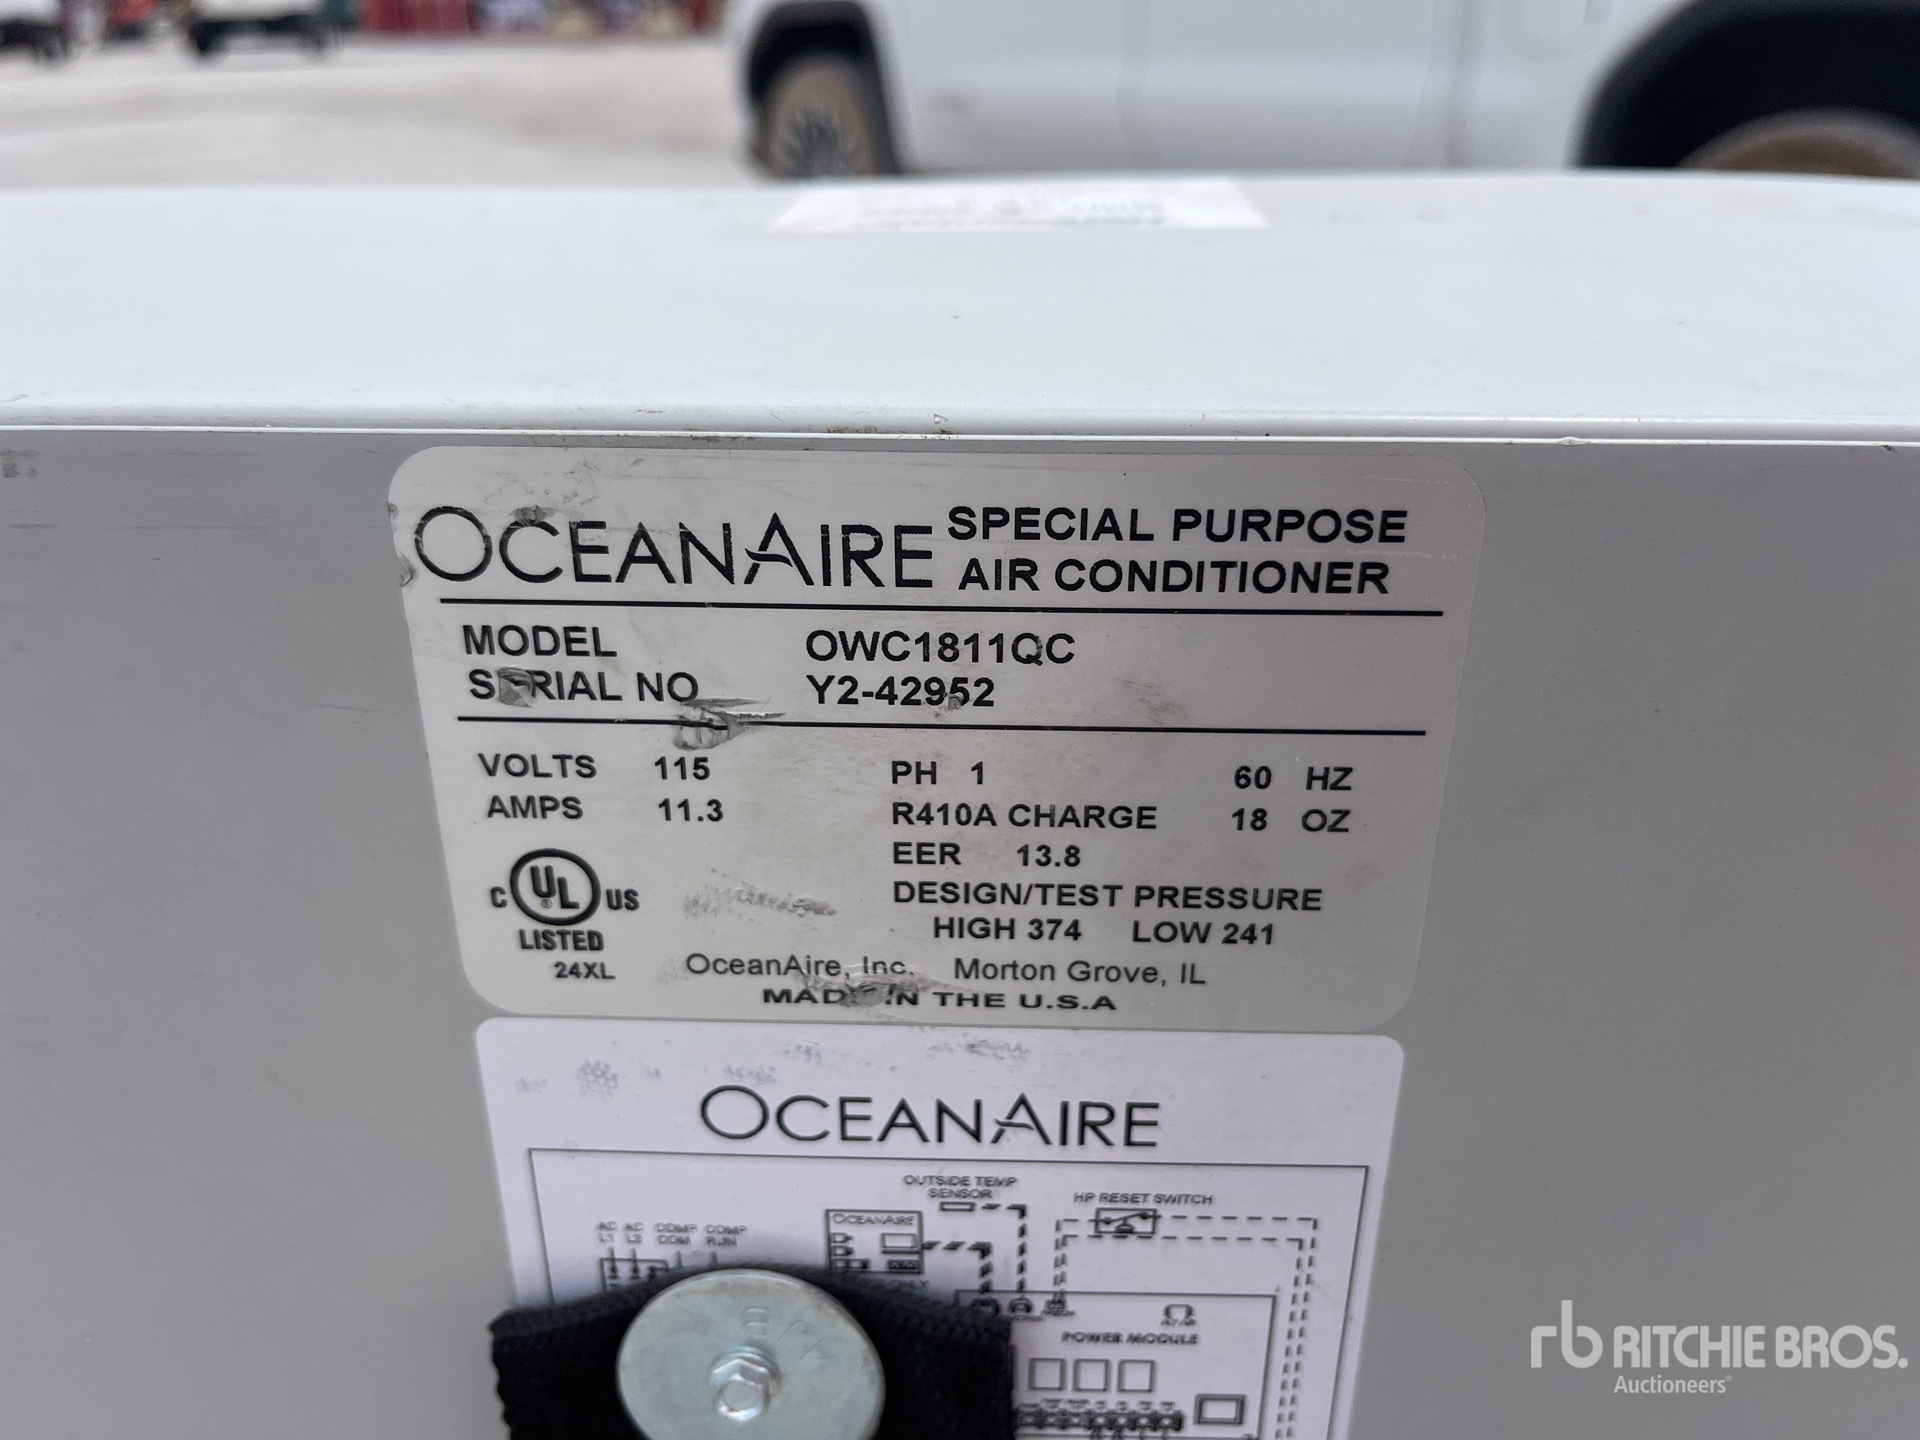 OCEANAIRE SPECIAL PURPOSE
AIR CONDITIONER
MODEL OWC1811QC
SERIAL NO Y2-42952
VOLTS 115 PH 1 60 HZ
AMPS 11.3 R410A CHARGE 18 OZ
EER 13.8
DESIGN/TEST PRESSURE
HIGH 374 LOW 241
C UL ® US
LISTED
24XL
OceanAire, Inc. Morton Grove, IL
MADE IN THE U.S.A
OCEANAIRE
OUTSIDE TEMP
SENSOR
HP RESET SWITCH
AC AC COMP COMP
L1 L2 COM RUN
OCEANAIRE
POWER MODULE
rb RITCHIE BROS.
Auctioneers®